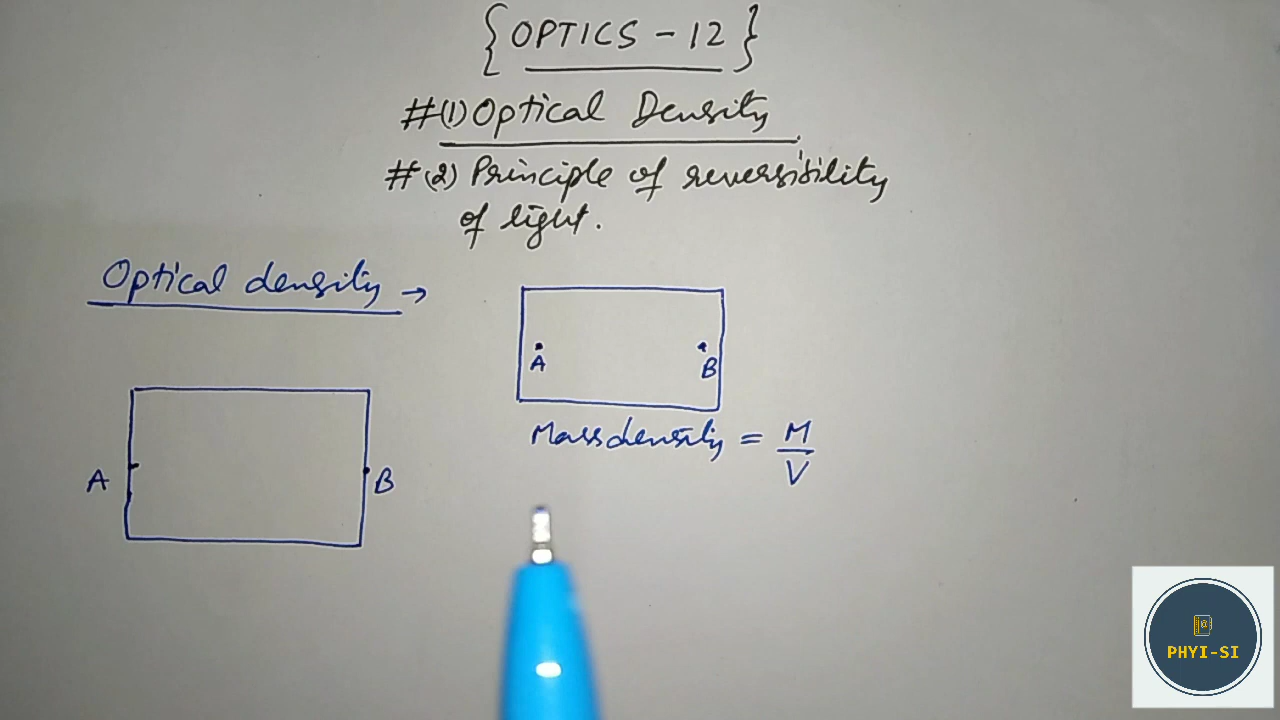 {OPTICS - 12}
#(1) Optical Density
#(2) Principle of reversibility
of light.
Optical density →
A
B
Mass density = M/V
A
B
PHYI-SI